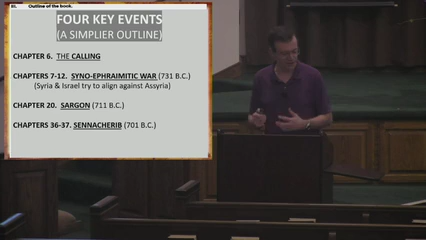 III. Outline of the book.
FOUR KEY EVENTS
(A SIMPLIER OUTLINE)
CHAPTER 6. THE CALLING
CHAPTERS 7-12. SYNO-EPHRAIMITIC WAR (731 B.C.)
(Syria & Israel try to align against Assyria)
CHAPTER 20. SARGON (711 B.C.)
CHAPTERS 36-37. SENNACHERIB (701 B.C.)